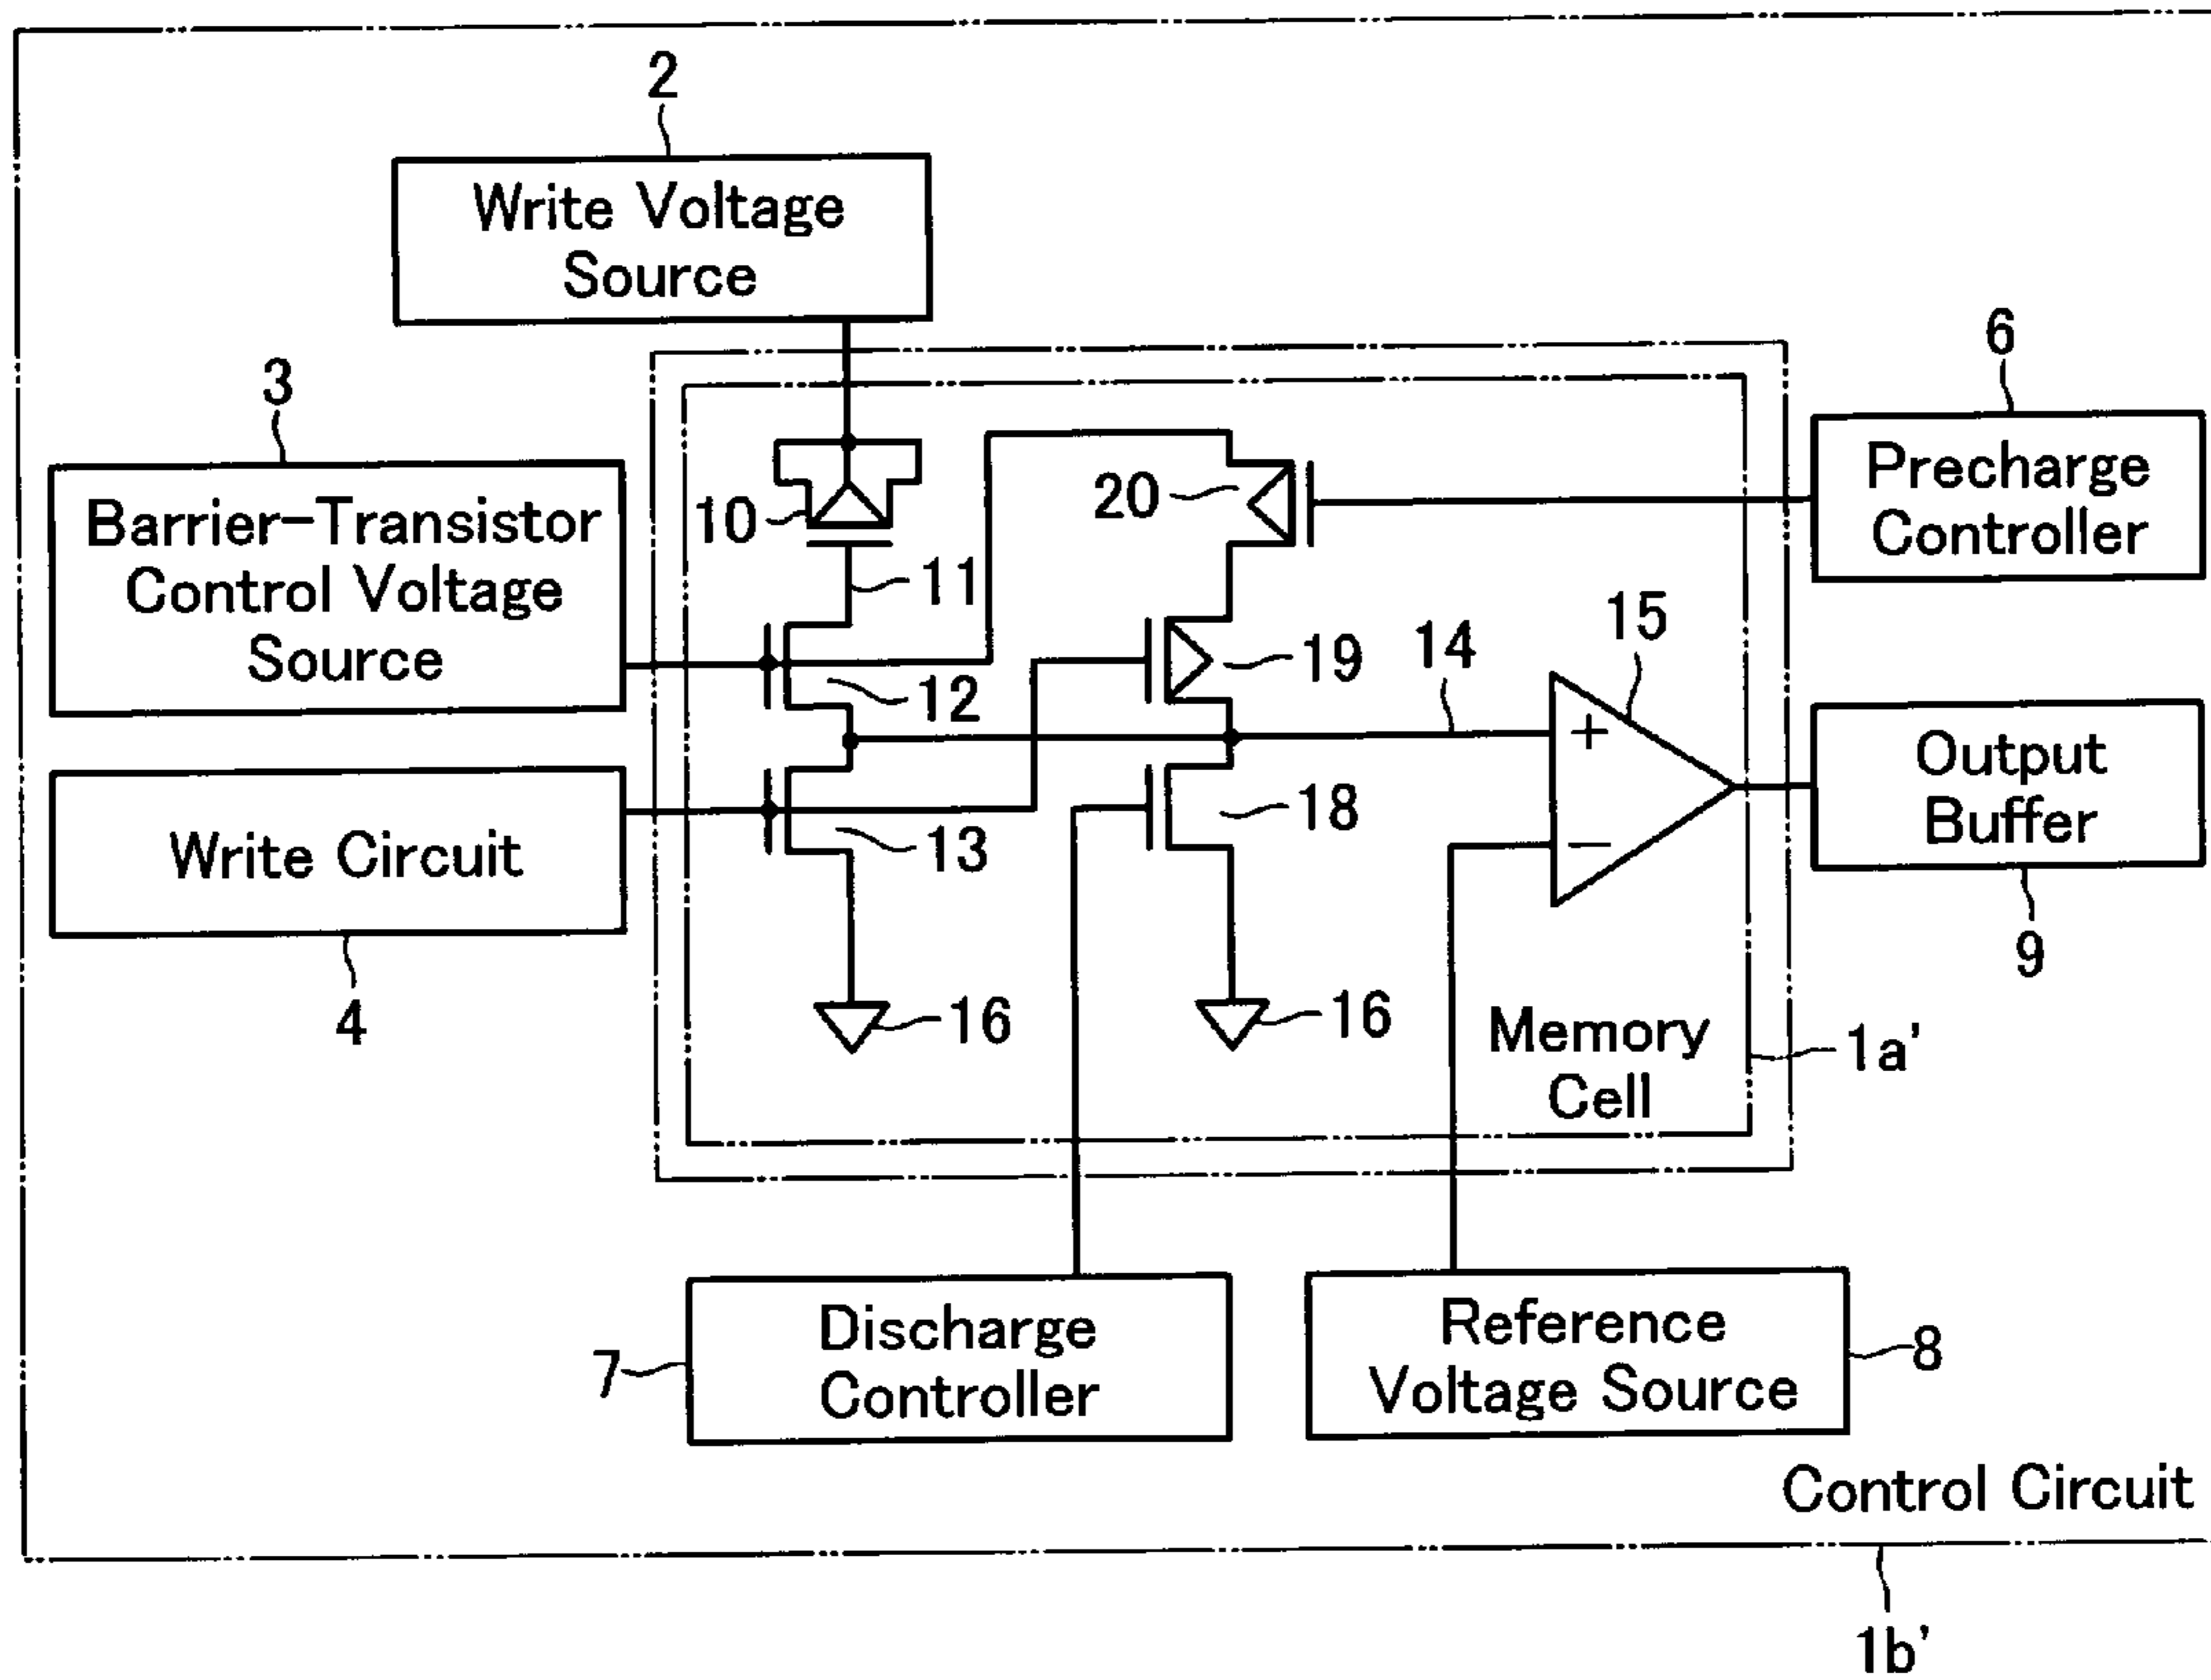 2
Write Voltage
Source
3
Barrier-Transistor
Control Voltage
Source
6
Precharge
Controller
10
20
11
12
19
14
15
Write Circuit
4
13
18
+
−
Output
Buffer
9
16
16
Memory
Cell
1a'
7
Discharge
Controller
Reference
Voltage Source
8
Control Circuit
1b'